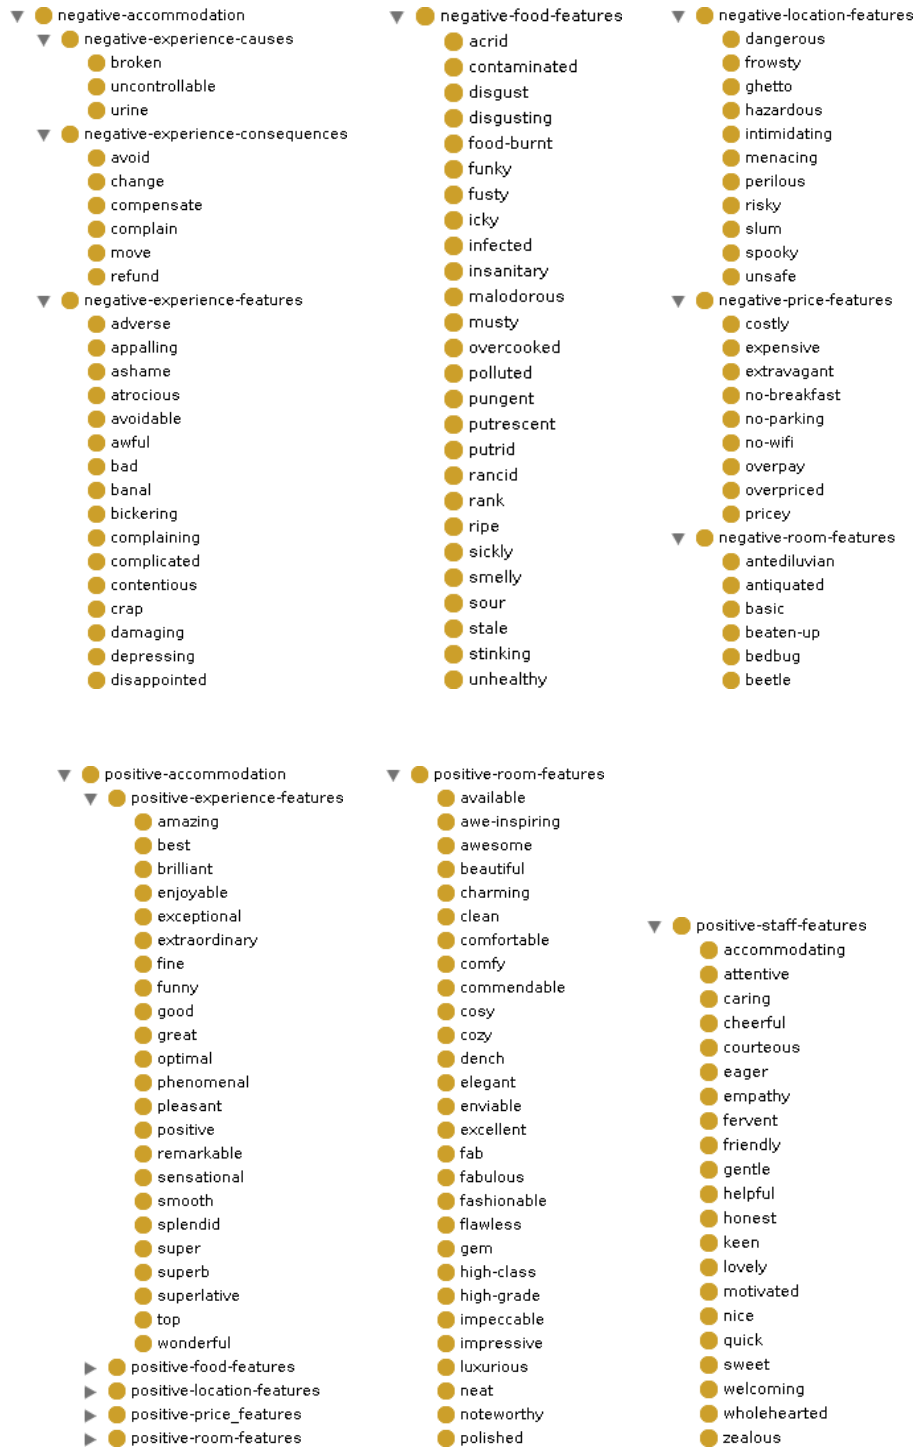 negative-accommodation
negative-experience-causes
broken
uncontrollable
urine
negative-experience-consequences
avoid
change
compensate
complain
move
refund
negative-experience-features
adverse
appalling
ashame
atrocious
avoidable
awful
bad
banal
bickering
complaining
complicated
contentious
crap
damaging
depressing
disappointed
negative-food-features
acrid
contaminated
disgust
disgusting
food-burnt
funky
fusty
icky
infected
insanitary
malodorous
musty
overcooked
polluted
pungent
putrescent
putrid
rancid
rank
ripe
sickly
smelly
sour
stale
stinking
unhealthy
negative-location-features
dangerous
frowsty
ghetto
hazardous
intimidating
menacing
perilous
risky
slum
spooky
unsafe
negative-price-features
costly
expensive
extravagant
no-breakfast
no-parking
no-wifi
overpay
overpriced
pricey
negative-room-features
antediluvian
antiquated
basic
beaten-up
bedbug
beetle
positive-accommodation
positive-experience-features
amazing
best
brilliant
enjoyable
exceptional
extraordinary
fine
funny
good
great
optimal
phenomenal
pleasant
positive
remarkable
sensational
smooth
splendid
super
superb
superlative
top
wonderful
positive-food-features
positive-location-features
positive-price_features
positive-room-features
positive-room-features
available
awe-inspiring
awesome
beautiful
charming
clean
comfortable
comfy
commendable
cosy
cozy
dench
elegant
enviable
excellent
fab
fabulous
fashionable
flawless
gem
high-class
high-grade
impeccable
impressive
luxurious
neat
noteworthy
polished
positive-staff-features
accommodating
attentive
caring
cheerful
courteous
eager
empathy
fervent
friendly
gentle
helpful
honest
keen
lovely
motivated
nice
quick
sweet
welcoming
wholehearted
zealous